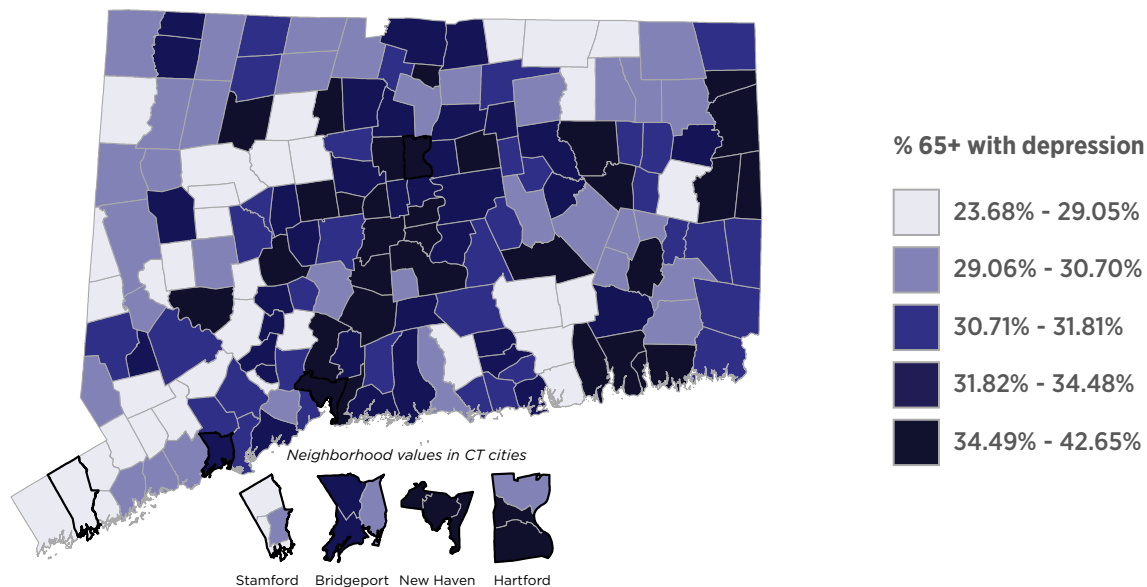 % 65+ with depression
23.68% - 29.05%
29.06% - 30.70%
30.71% - 31.81%
31.82% - 34.48%
34.49% - 42.65%
Neighborhood values in CT cities
Stamford
Bridgeport
New Haven
Hartford